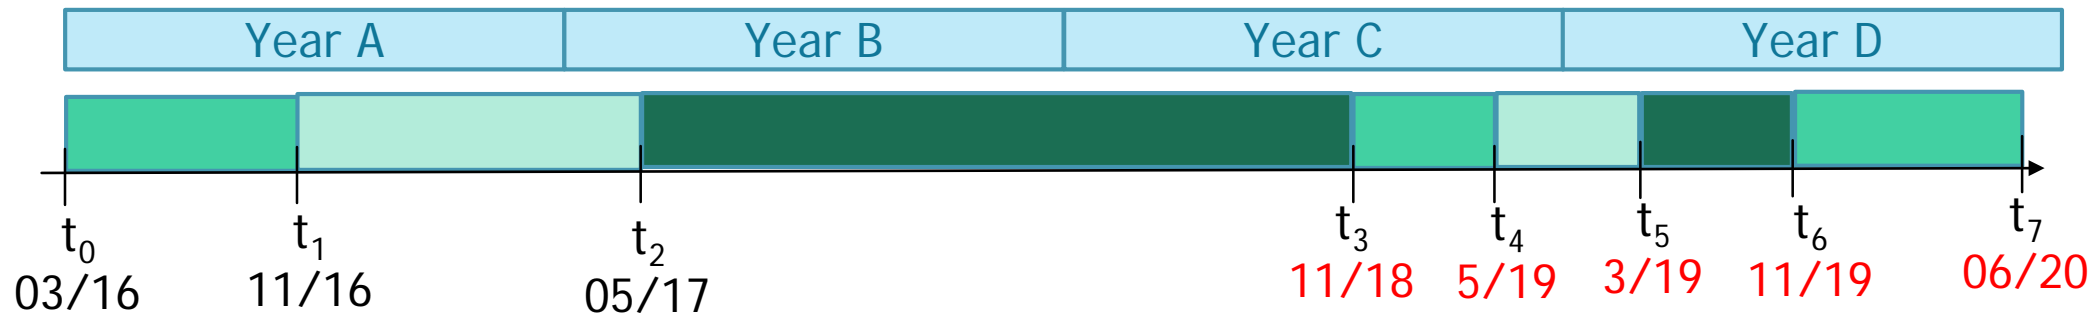 Year A Year B Year C Year D
t0 t1 t2 t3 t4 t5 t6 t7
03/16 11/16 05/17 11/18 5/19 3/19 11/19 06/20